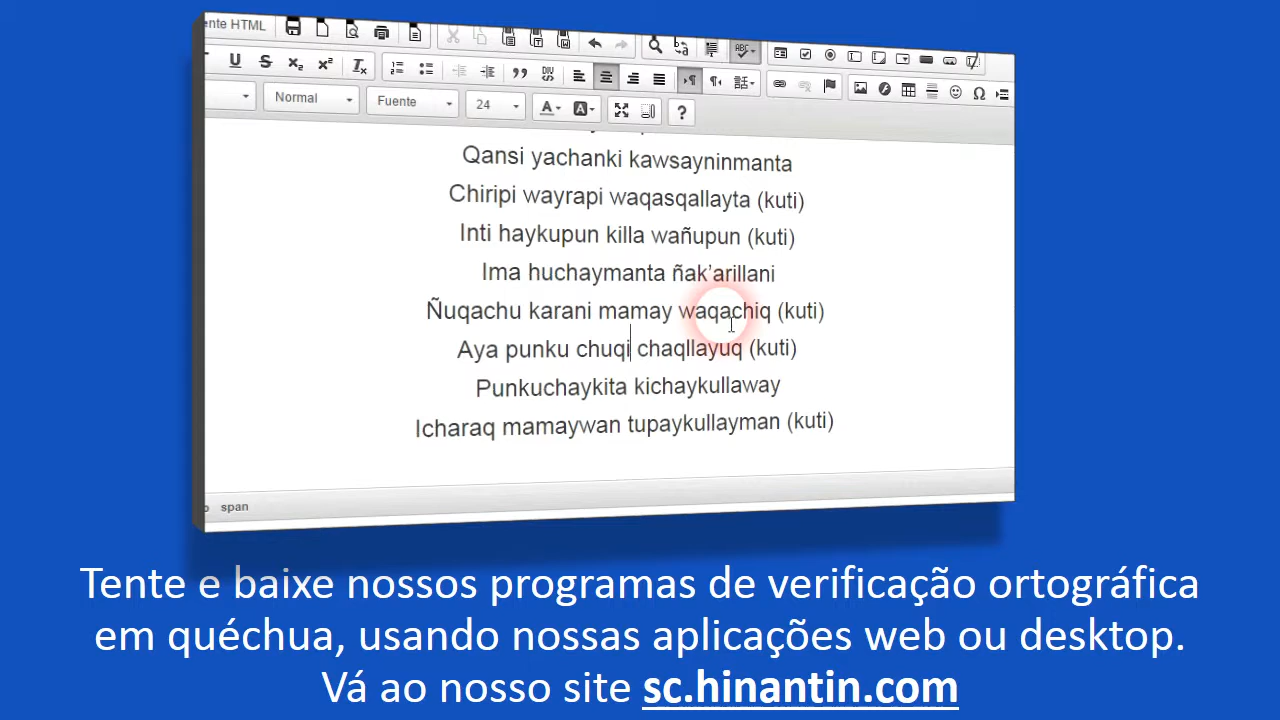 ente HTML
Normal
Fuente
24
Qansi yachanki kawsayninmanta
Chiripi wayrapi waqasqallayta (kuti)
Inti haykupun killa wañupun (kuti)
Ima huchaymanta ñak’arillani
Ñuqachu karani mamay waqachiq (kuti)
Aya punku chuqi chaqllayuq (kuti)
Punkuchaykita kichaykullaway
Icharaq mamaywan tupaykullayman (kuti)
span
Tente e baixe nossos programas de verificação ortográfica
em quéchua, usando nossas aplicações web ou desktop.
Vá ao nosso site sc.hinantin.com